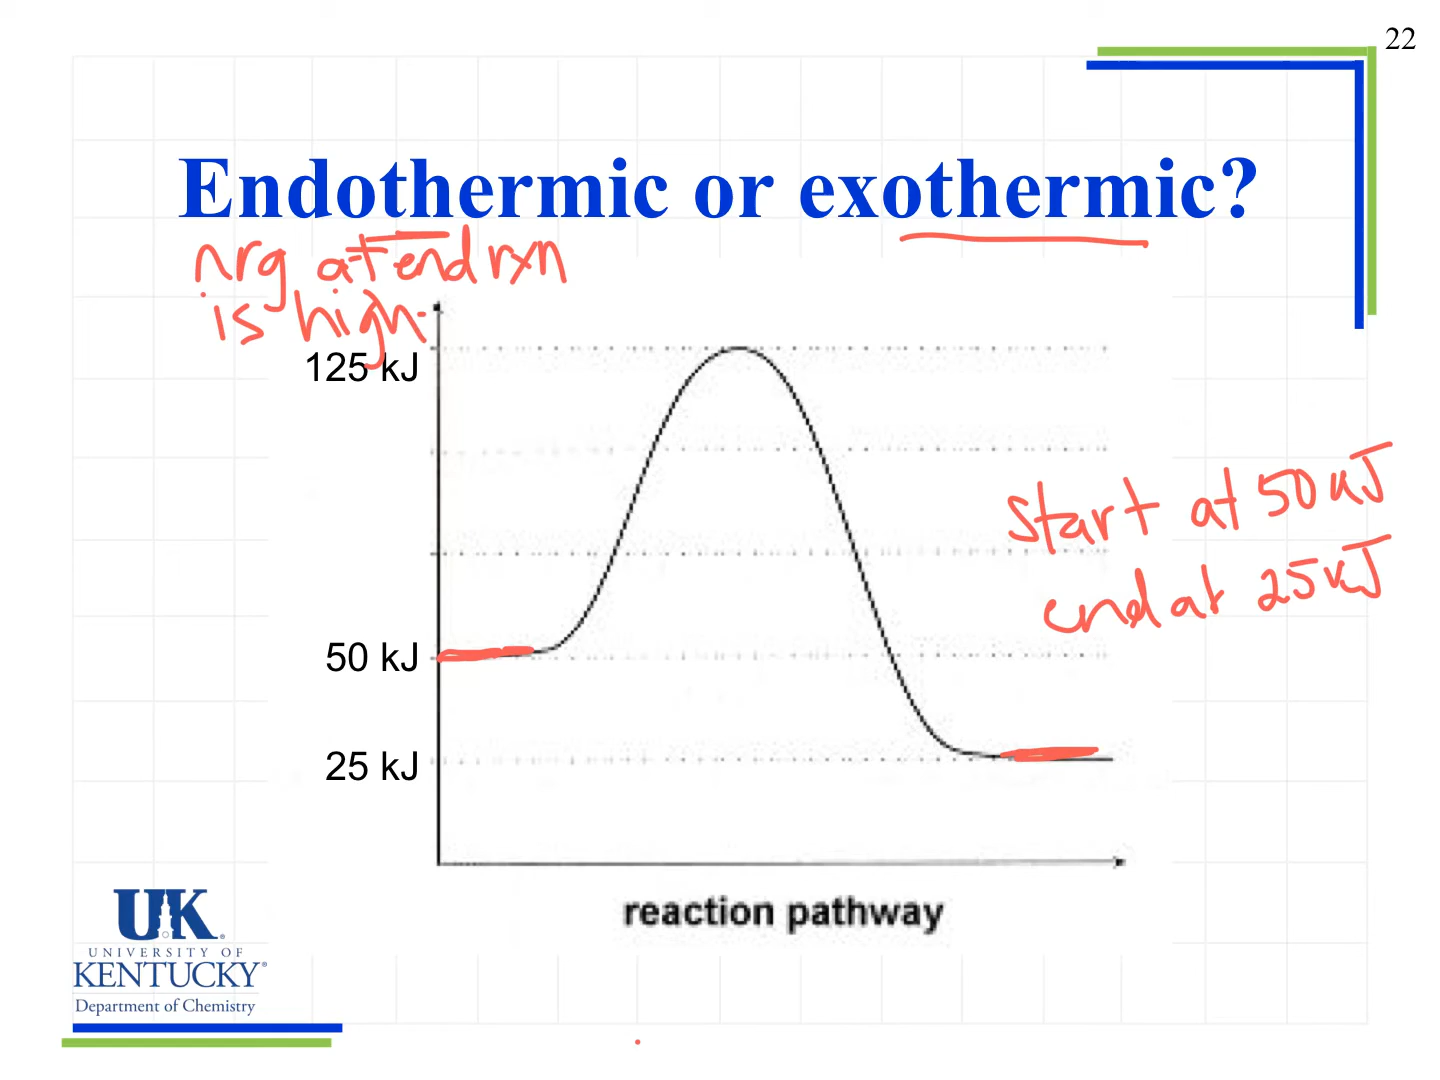 22
Endothermic or exothermic?
nrg at end rxn
is high.
125 kJ
start at 50 kJ
end at 25 kJ
50 kJ
25 kJ
reaction pathway
UK
UNIVERSITY OF
KENTUCKY®
Department of Chemistry